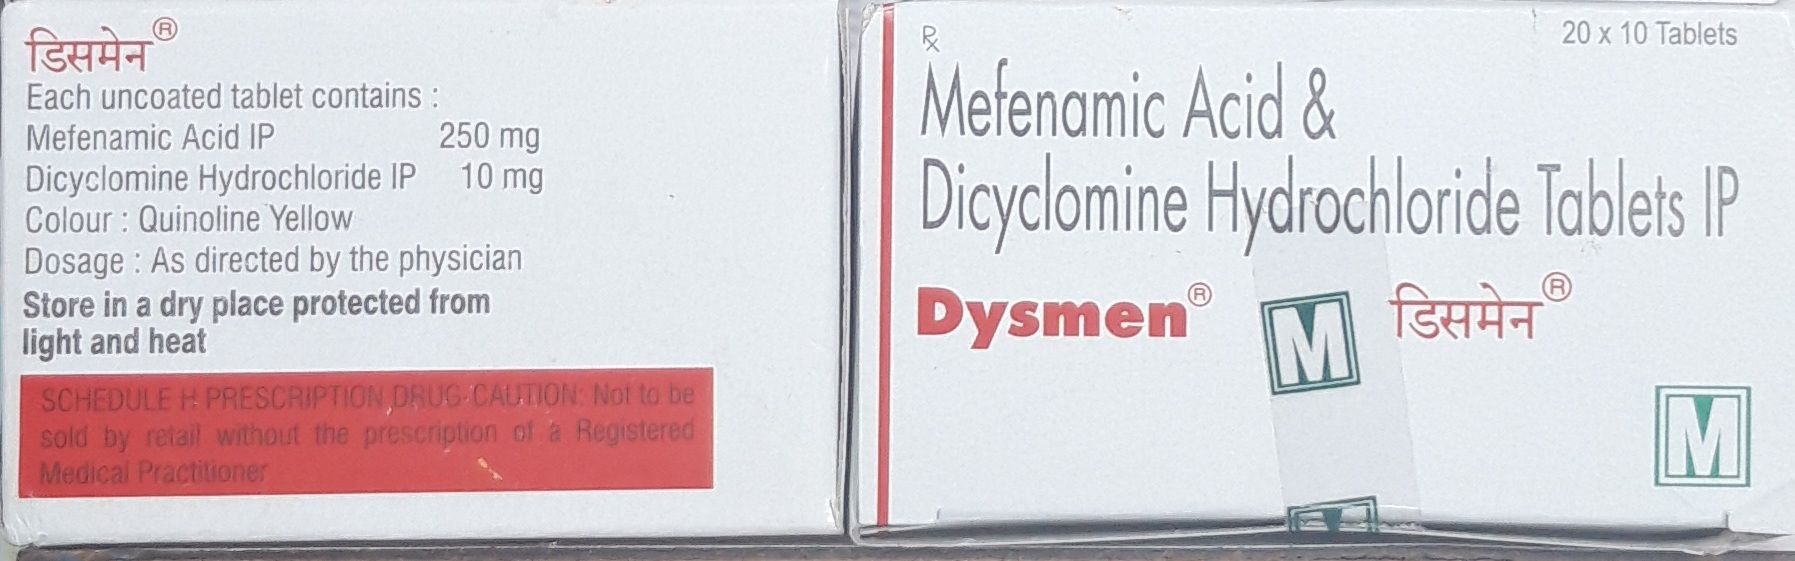 डिसमेन®
Each uncoated tablet contains :
Mefenamic Acid IP 250 mg
Dicyclomine Hydrochloride IP 10 mg
Colour : Quinoline Yellow
Dosage : As directed by the physician
Store in a dry place protected from
light and heat
SCHEDULE H PRESCRIPTION DRUG-CAUTION: Not to be
sold by retail without the prescription of a Registered
Medical Practitioner
Rx
20 x 10 Tablets
Mefenamic Acid &
Dicyclomine Hydrochloride Tablets IP
Dysmen® डिसमेन®
M
M